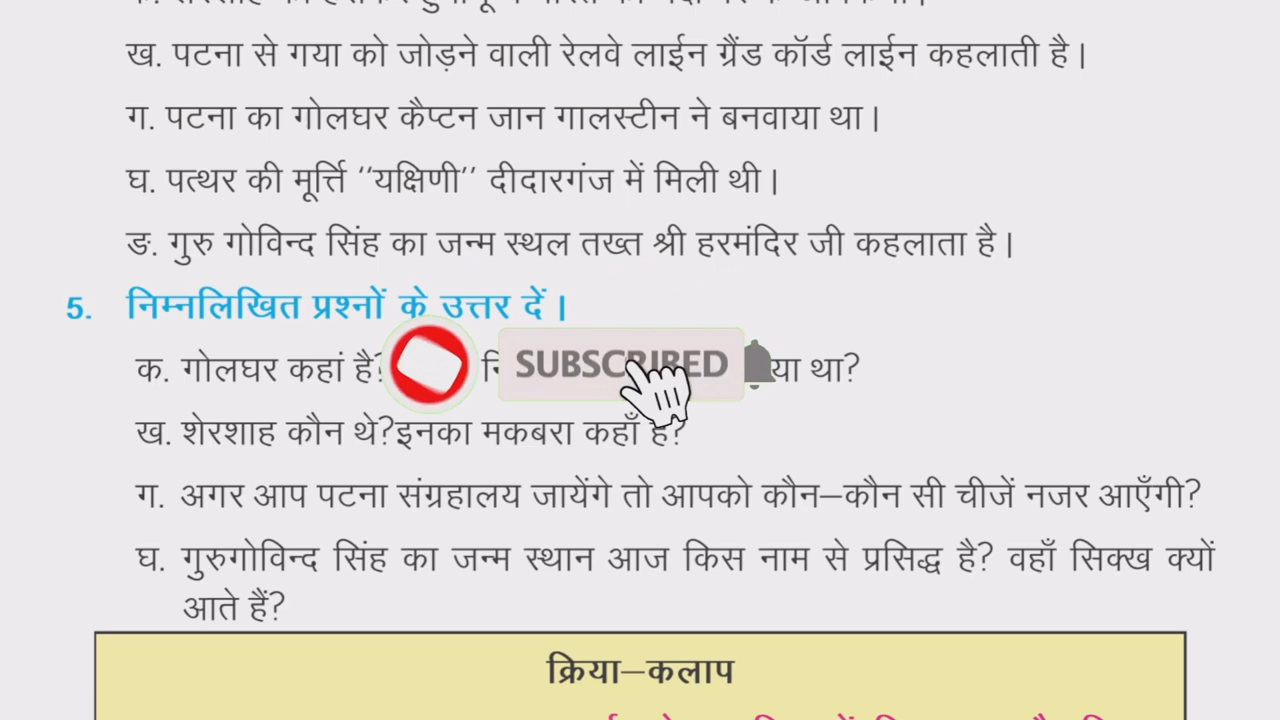 ख. पटना से गया को जोड़ने वाली रेलवे लाईन ग्रैंड कॉर्ड लाईन कहलाती है।
ग. पटना का गोलघर कैप्टन जान गालस्टीन ने बनवाया था।
घ. पत्थर की मूर्त्ति ‘‘यक्षिणी’’ दीदारगंज में मिली थी।
ङ. गुरु गोविन्द सिंह का जन्म स्थल तख्त श्री हरमंदिर जी कहलाता है।
5. निम्नलिखित प्रश्नों के उत्तर दें।
क. गोलघर कहां है? SUBSCRIBED था?
ख. शेरशाह कौन थे?इनका मकबरा कहाँ है?
ग. अगर आप पटना संग्रहालय जायेंगे तो आपको कौन–कौन सी चीजें नजर आएँगी?
घ. गुरुगोविन्द सिंह का जन्म स्थान आज किस नाम से प्रसिद्ध है? वहाँ सिक्ख क्यों
आते हैं?
क्रिया–कलाप